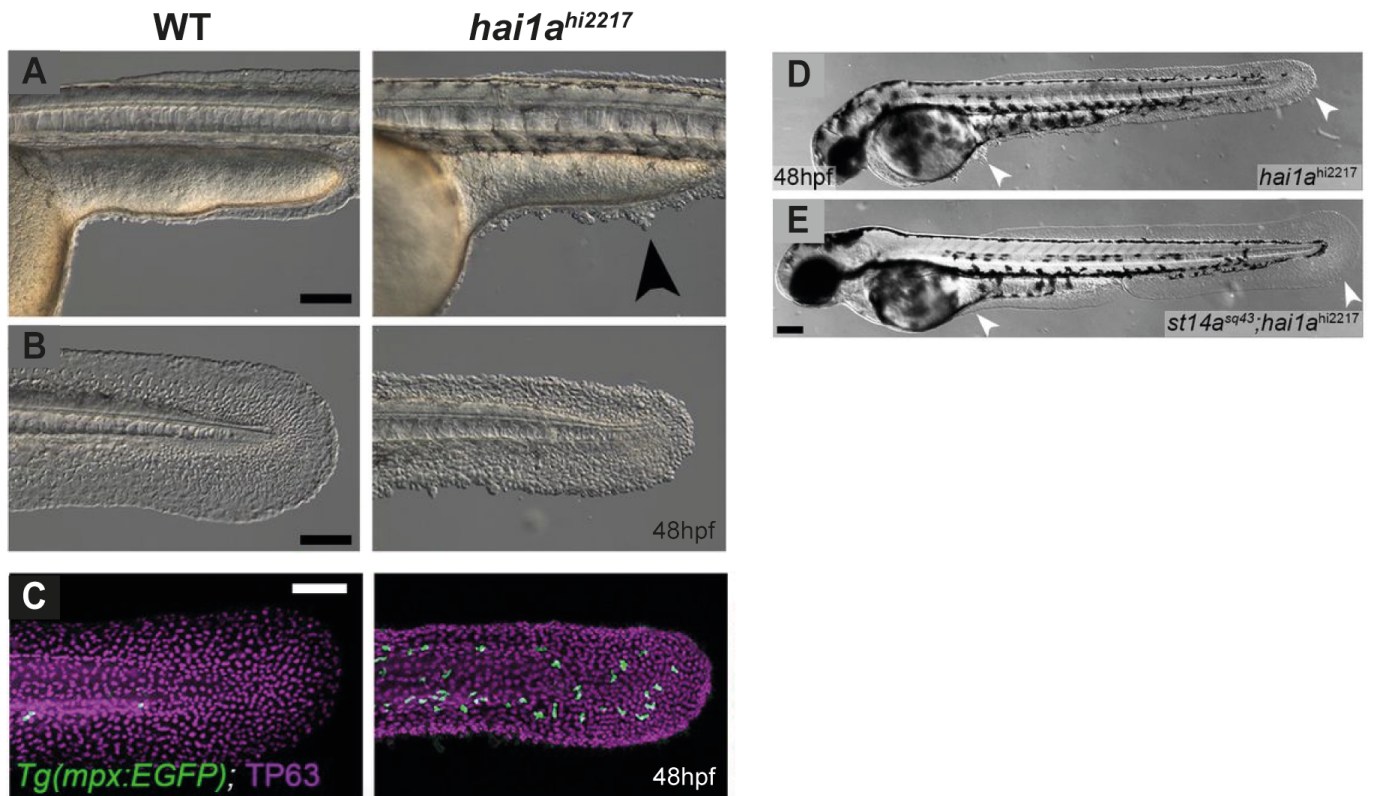 WT
hai1a^hi2217
A
B
48hpf
C
Tg(mpx:EGFP); TP63
48hpf
D
48hpf
hai1a^hi2217
E
st14a^sq43;hai1a^hi2217